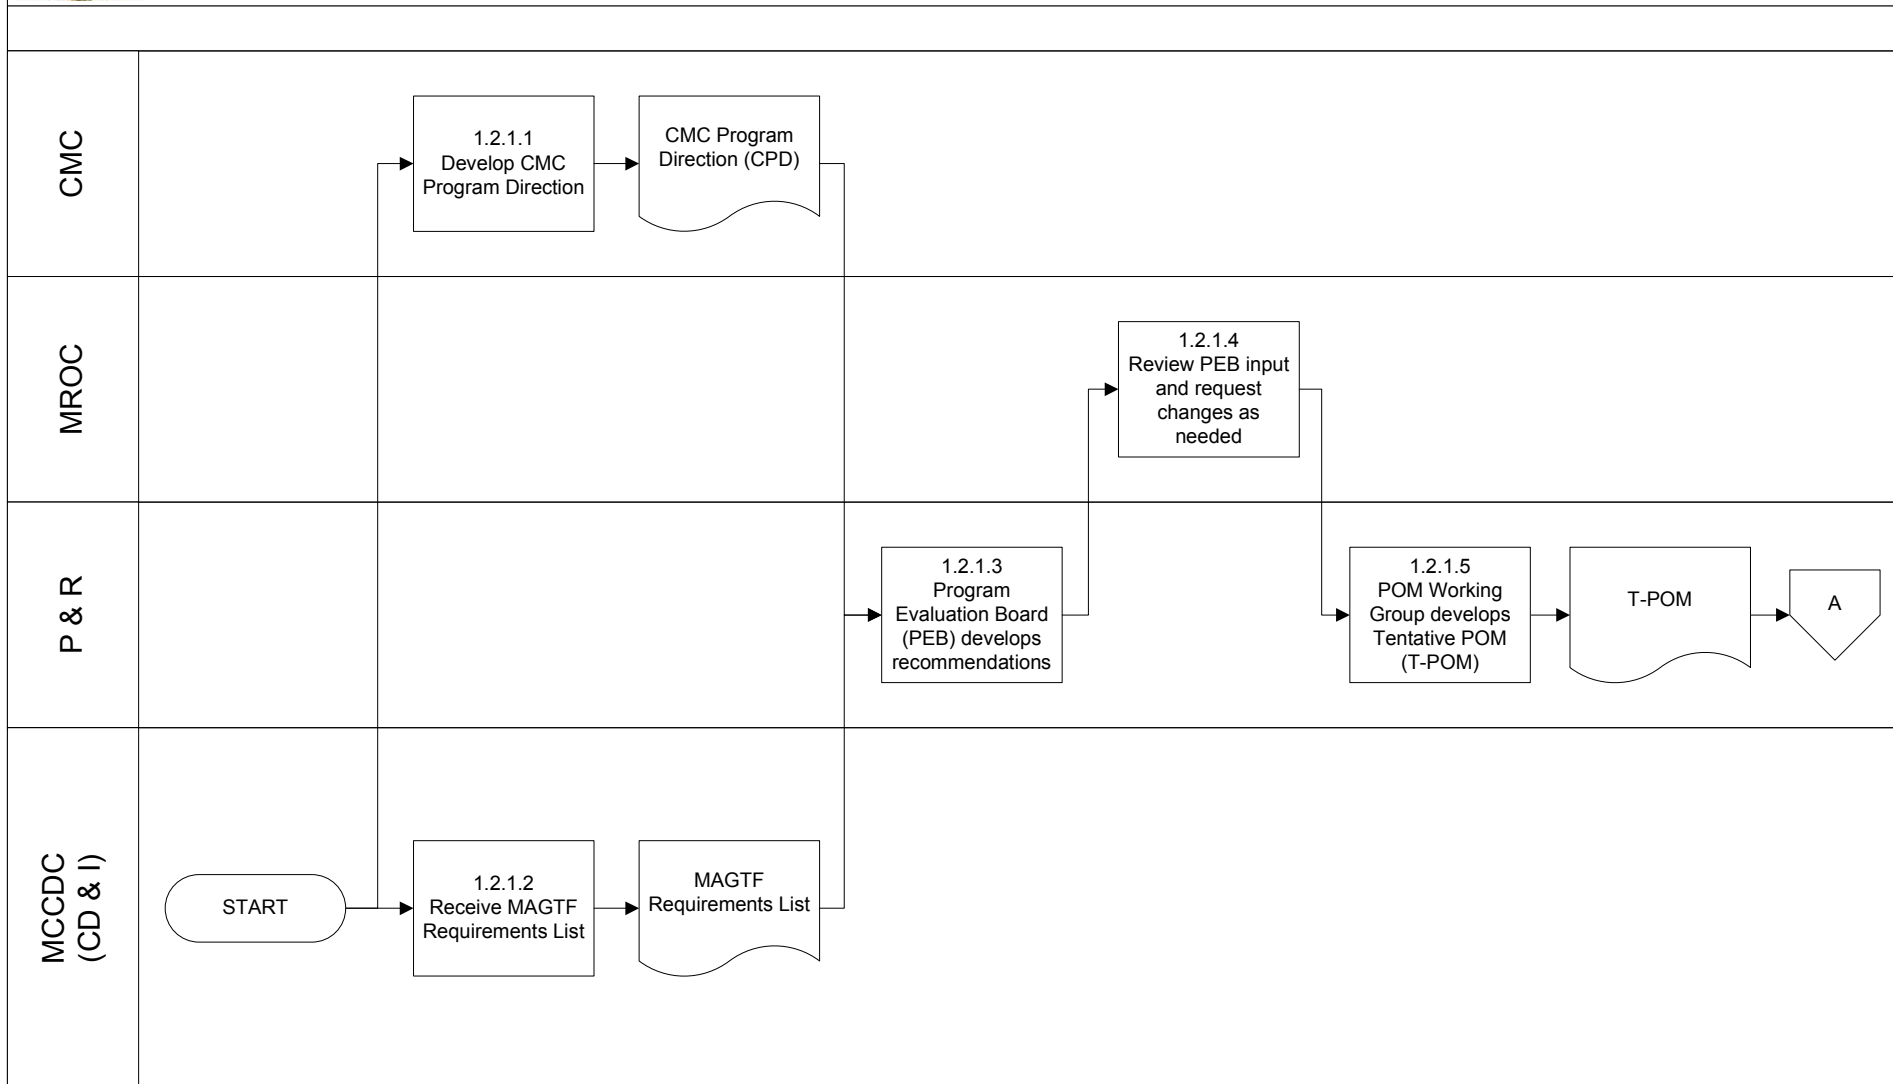 CMC
1.2.1.1
Develop CMC
Program Direction
CMC Program
Direction (CPD)
MROC
1.2.1.4
Review PEB input
and request
changes as
needed
P & R
1.2.1.3
Program
Evaluation Board
(PEB) develops
recommendations
1.2.1.5
POM Working
Group develops
Tentative POM
(T-POM)
T-POM
A
MCCDC
(CD & I)
START
1.2.1.2
Receive MAGTF
Requirements List
MAGTF
Requirements List